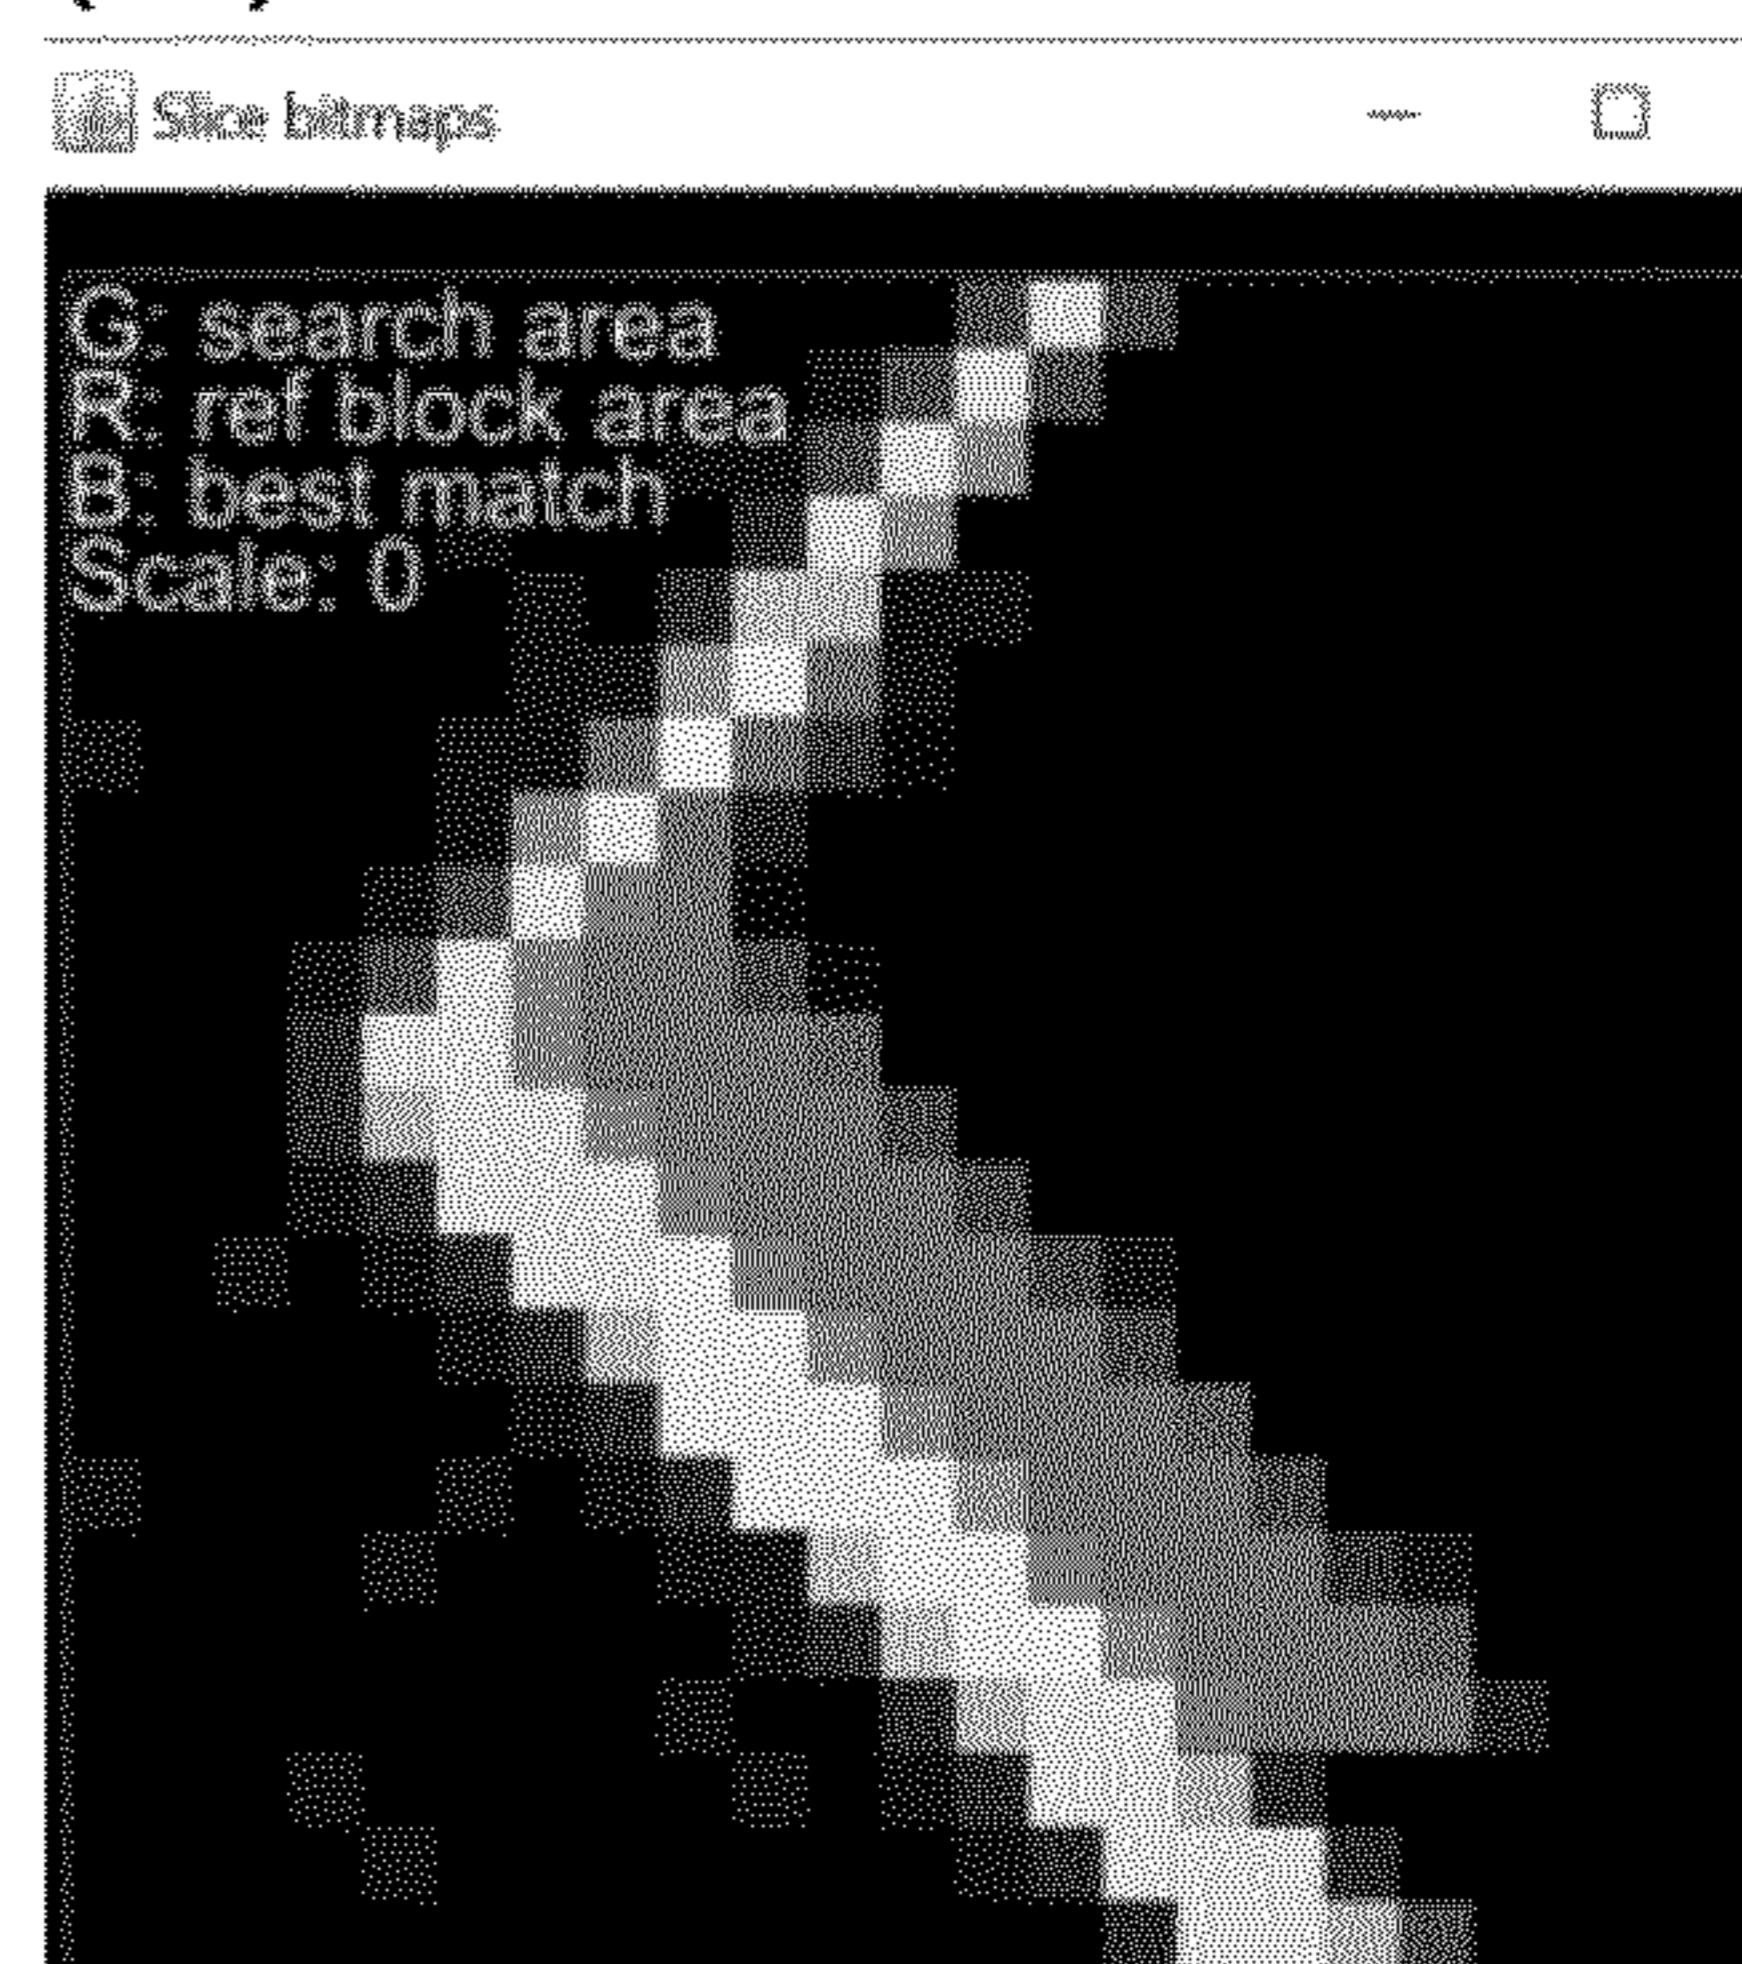 Slice bitmaps
G: search area
R: ref block area
B: best match
Scale: 0